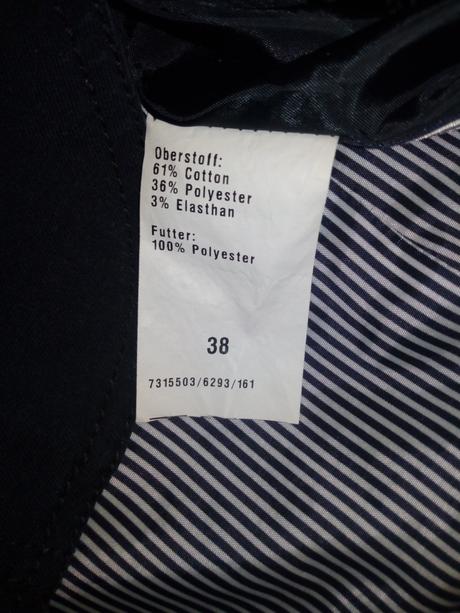 Oberstoff:
61% Cotton
36% Polyester
3% Elasthan
Futter:
100% Polyester
38
7315503/6293/161